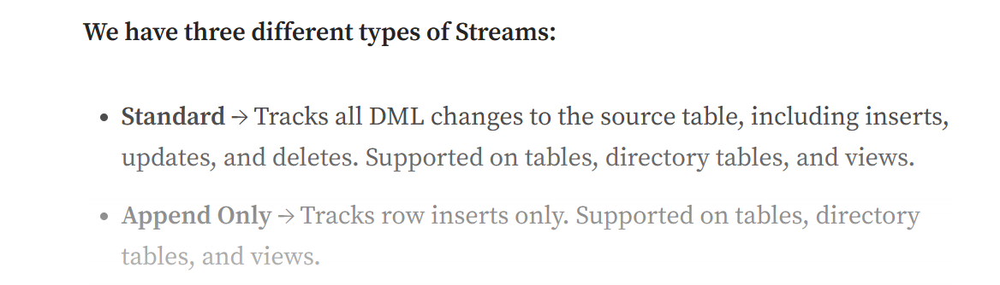 We have three different types of Streams:
• Standard → Tracks all DML changes to the source table, including inserts,
updates, and deletes. Supported on tables, directory tables, and views.
• Append Only → Tracks row inserts only. Supported on tables, directory
tables, and views.